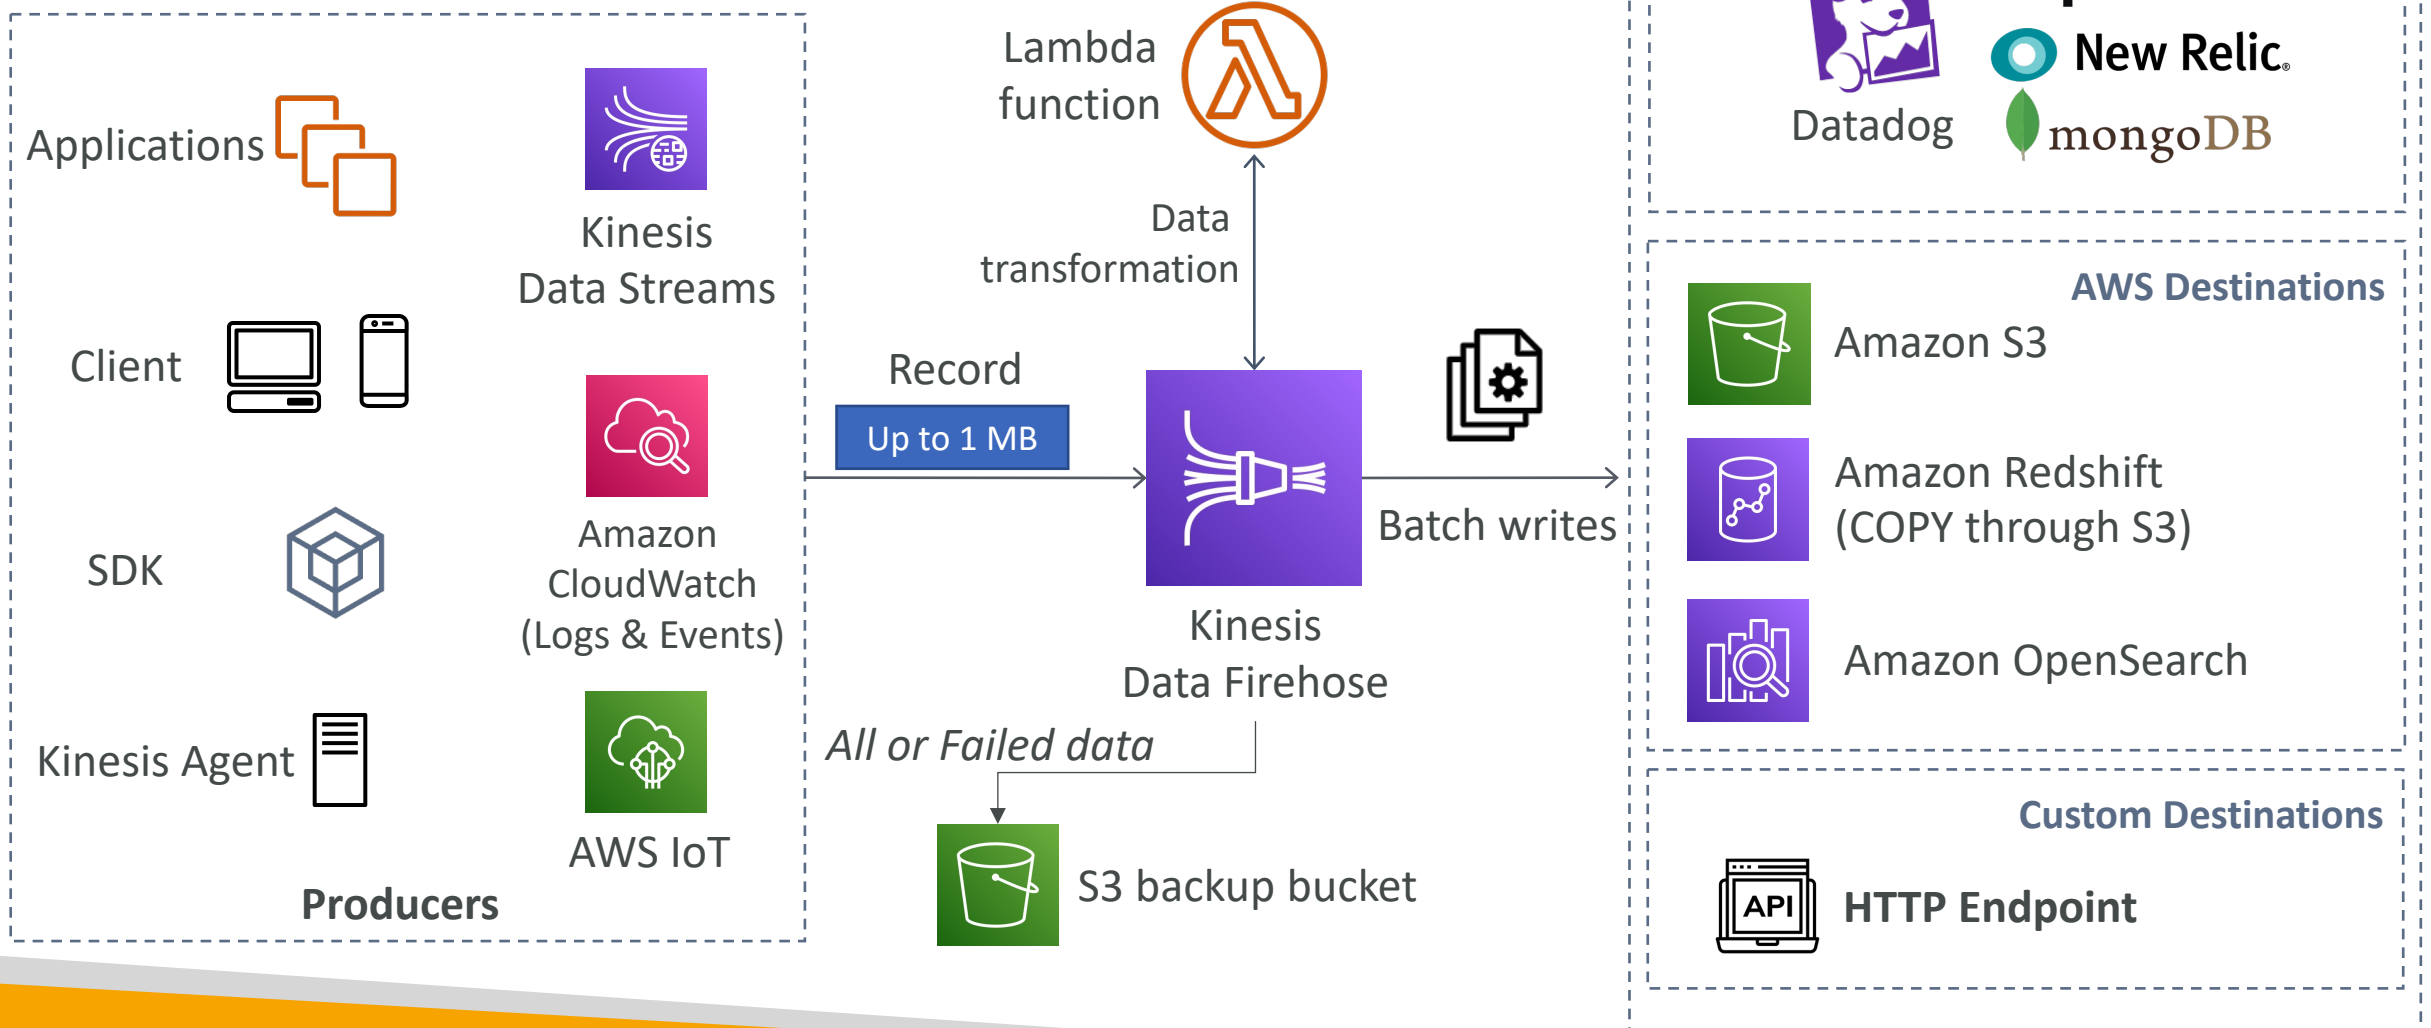 Applications
Kinesis
Data Streams
Client
SDK
Amazon
CloudWatch
(Logs & Events)
Kinesis Agent
AWS IoT
Producers
Lambda
function
Data
transformation
Record
Up to 1 MB
Batch writes
Kinesis
Data Firehose
All or Failed data
S3 backup bucket
Datadog
New Relic®
mongoDB
AWS Destinations
Amazon S3
Amazon Redshift
(COPY through S3)
Amazon OpenSearch
Custom Destinations
API
HTTP Endpoint